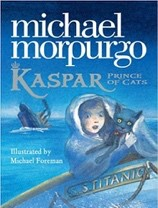 michael
morpurgo
KASPAR
PRINCE OF CATS
Illustrated by
Michael Foreman
S.S. TITANIC